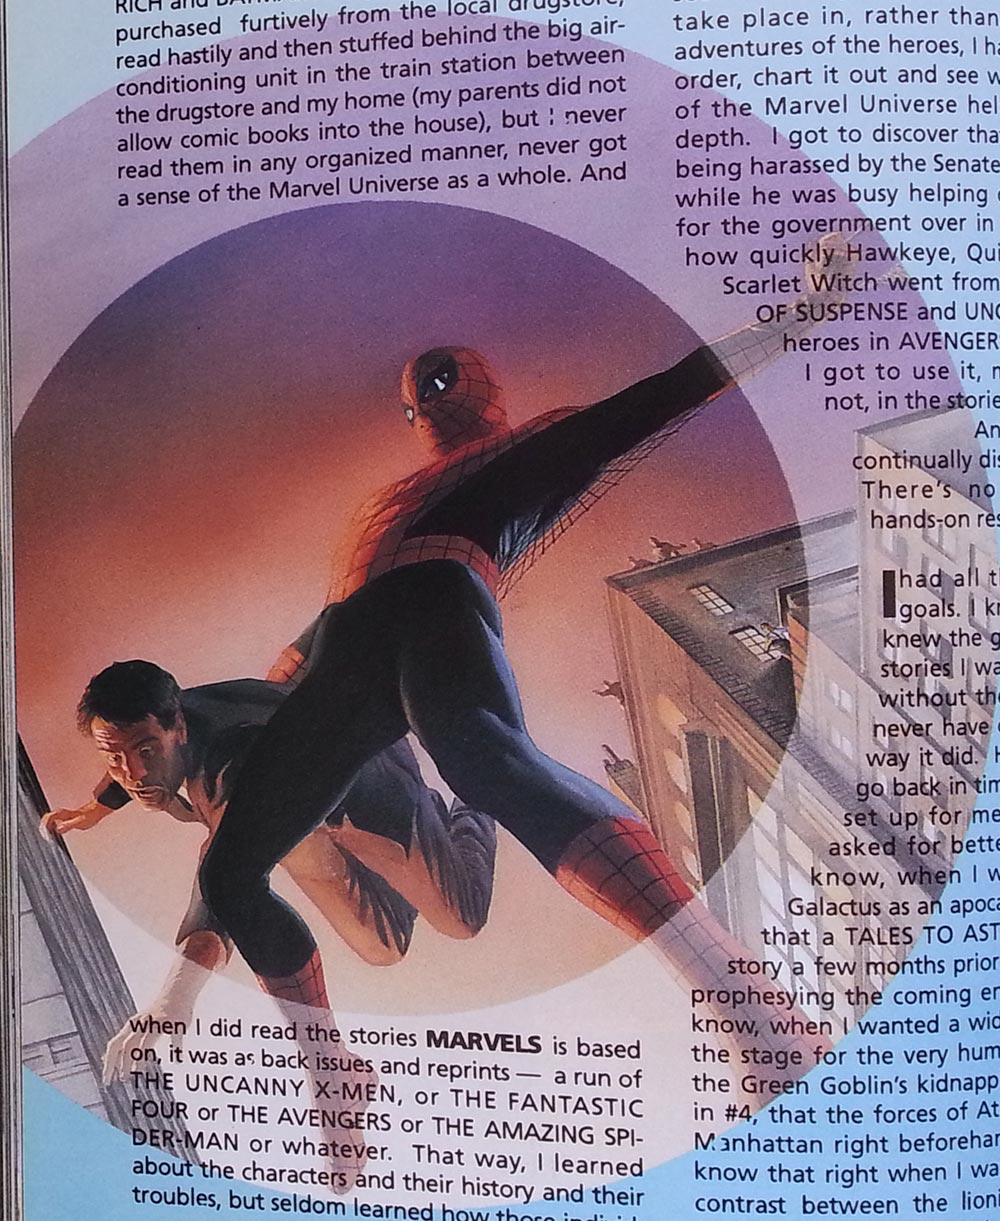 purchased furtively from the local drugstore,
read hastily and then stuffed behind the big air-
conditioning unit in the train station between
the drugstore and my home (my parents did not
allow comic books into the house), but I never
read them in any organized manner, never got
a sense of the Marvel Universe as a whole. And
when I did read the stories MARVELS is based
on, it was as back issues and reprints — a run of
THE UNCANNY X-MEN, or THE FANTASTIC
FOUR or THE AVENGERS or THE AMAZING SPI-
DER-MAN or whatever. That way, I learned
about the characters and their history and their
troubles, but seldom learned how those
take place in, rather than
adventures of the heroes, I
order, chart it out and see
of the Marvel Universe
depth. I got to discover
being harassed by the Senate
while he was busy helping
for the government over in
how quickly Hawkeye,
Scarlet Witch went from
OF SUSPENSE and
heroes in
I got to use it,
not, in the
continually
There's no
hands-on
I had all
goals. I
knew the
stories I
without
never have
way it did.
go back in
set up for me
asked for
know, when I
Galactus as an
that a TALES TO
story a few months prior
prophesying the coming
know, when I wanted a
the stage for the very
the Green Goblin's
in #4, that the forces of
Manhattan right
know that right when I
contrast between the